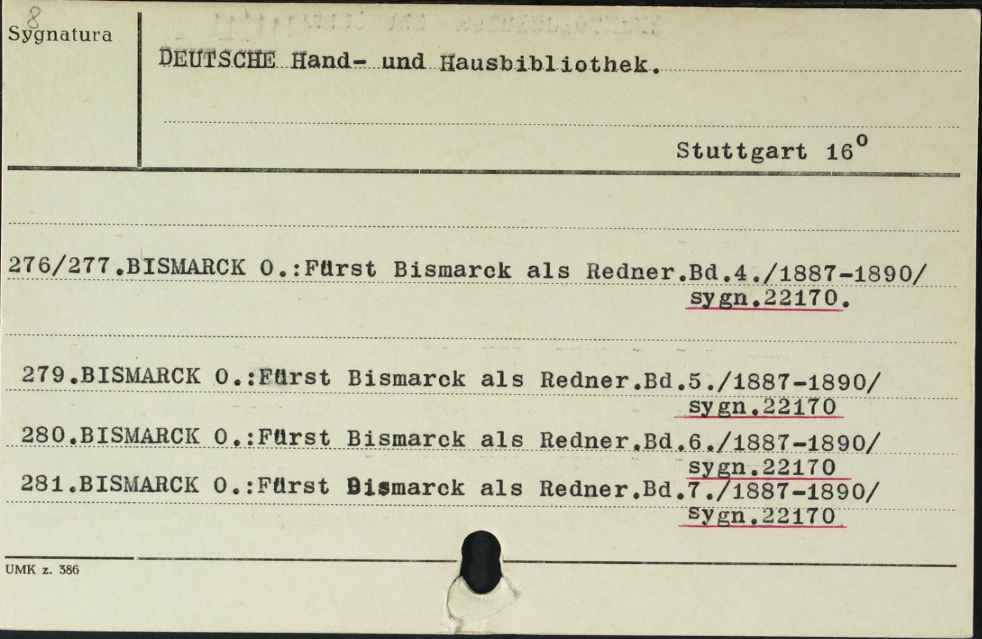 8
Sygnatura
DEUTSCHE Hand- und Hausbibliothek.
Stuttgart 16⁰
276/277.BISMARCK O.:Fürst Bismarck als Redner.Bd.4./1887-1890/
sygn.22170.
279.BISMARCK O.:Fürst Bismarck als Redner.Bd.5./1887-1890/
sygn.22170
280.BISMARCK O.:Fürst Bismarck als Redner.Bd.6./1887-1890/
sygn.22170
281.BISMARCK O.:Fürst Bismarck als Redner.Bd.7./1887-1890/
sygn.22170
UMK z. 386